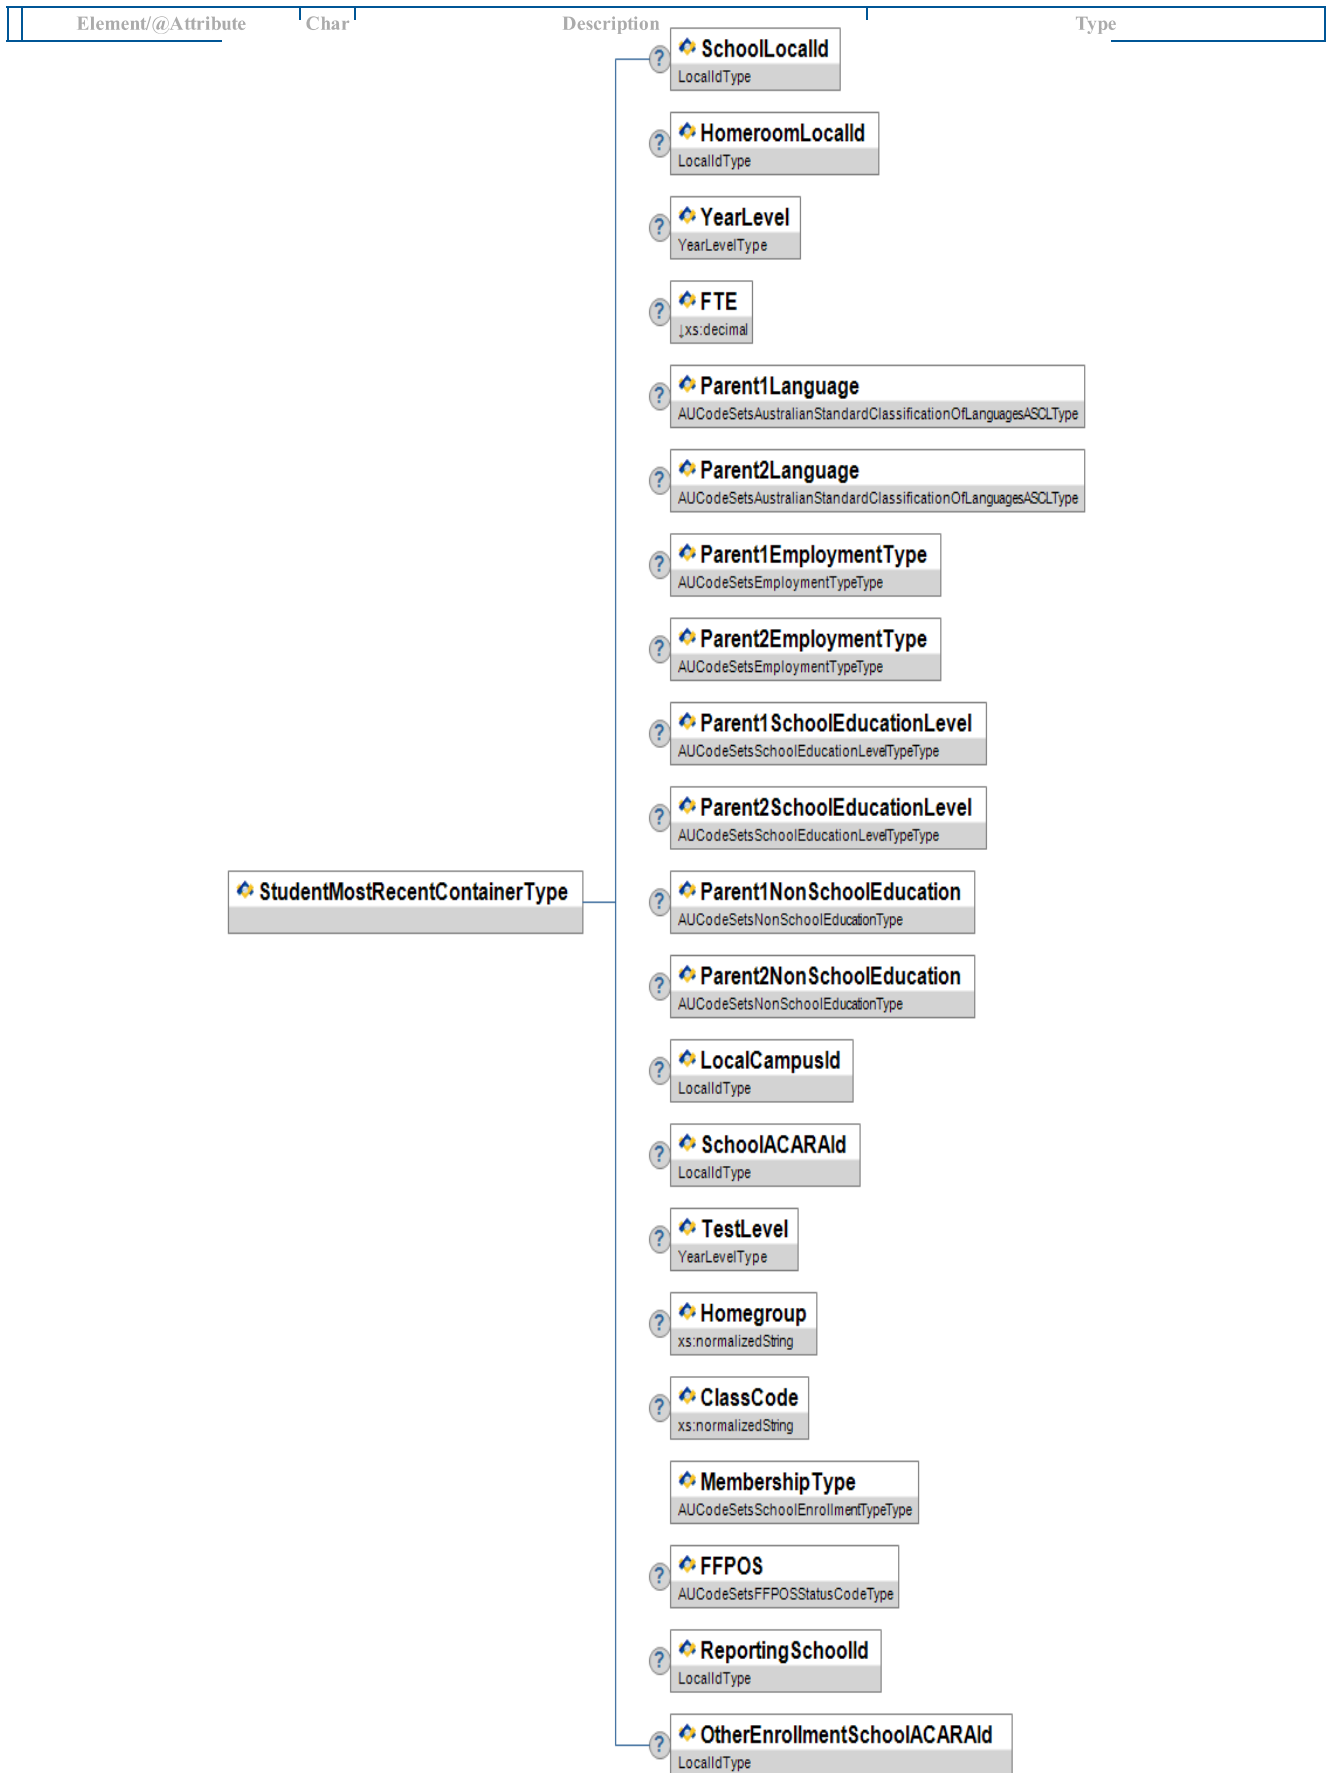 Element/@Attribute Char Description Type
SchoolLocalId
LocalIdType
? HomeroomLocalId
LocalIdType
? YearLevel
YearLevelType
? FTE
↓xs:decimal
? Parent1Language
AUCodeSetsAustralianStandardClassificationOfLanguagesASCLType
? Parent2Language
AUCodeSetsAustralianStandardClassificationOfLanguagesASCLType
? Parent1EmploymentType
AUCodeSetsEmploymentTypeType
? Parent2EmploymentType
AUCodeSetsEmploymentTypeType
? Parent1SchoolEducationLevel
AUCodeSetsSchoolEducationLevelTypeType
? Parent2SchoolEducationLevel
AUCodeSetsSchoolEducationLevelTypeType
StudentMostRecentContainerType
? Parent1NonSchoolEducation
AUCodeSetsNonSchoolEducationType
? Parent2NonSchoolEducation
AUCodeSetsNonSchoolEducationType
? LocalCampusId
LocalIdType
? SchoolACARAId
LocalIdType
? TestLevel
YearLevelType
? Homegroup
xs:normalizedString
? ClassCode
xs:normalizedString
MembershipType
AUCodeSetsSchoolEnrollmentTypeType
? FFPOS
AUCodeSetsFFPOSStatusCodeType
? ReportingSchoolId
LocalIdType
? OtherEnrollmentSchoolACARAId
LocalIdType